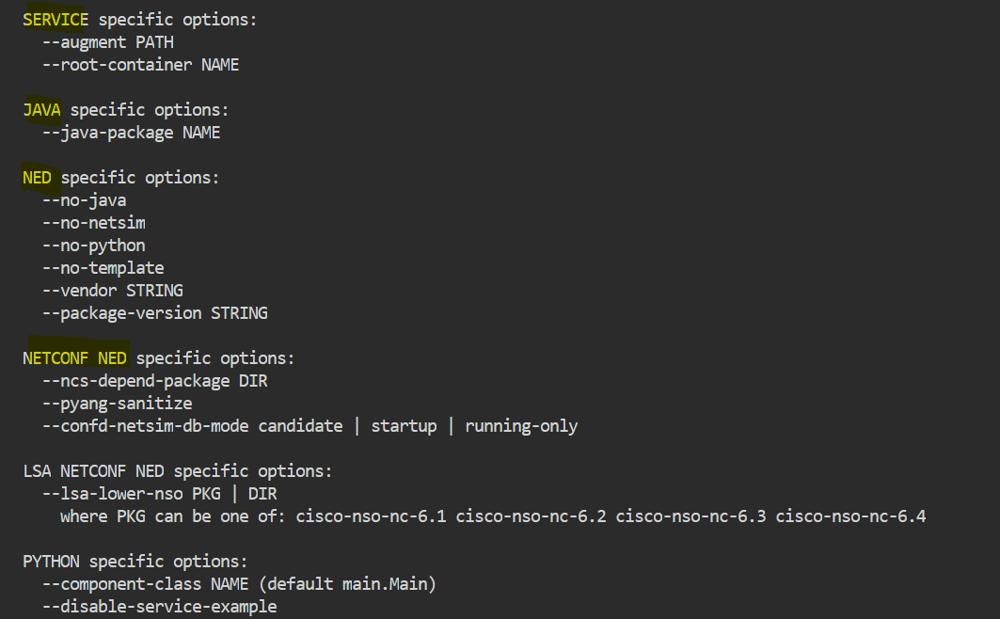 SERVICE specific options:
--augment PATH
--root-container NAME
JAVA specific options:
--java-package NAME
NED specific options:
--no-java
--no-netsim
--no-python
--no-template
--vendor STRING
--package-version STRING
NETCONF NED specific options:
--ncs-depend-package DIR
--pyang-sanitize
--confd-netsim-db-mode candidate | startup | running-only
LSA NETCONF NED specific options:
--lsa-lower-nso PKG | DIR
where PKG can be one of: cisco-nso-nc-6.1 cisco-nso-nc-6.2 cisco-nso-nc-6.3 cisco-nso-nc-6.4
PYTHON specific options:
--component-class NAME (default main.Main)
--disable-service-example